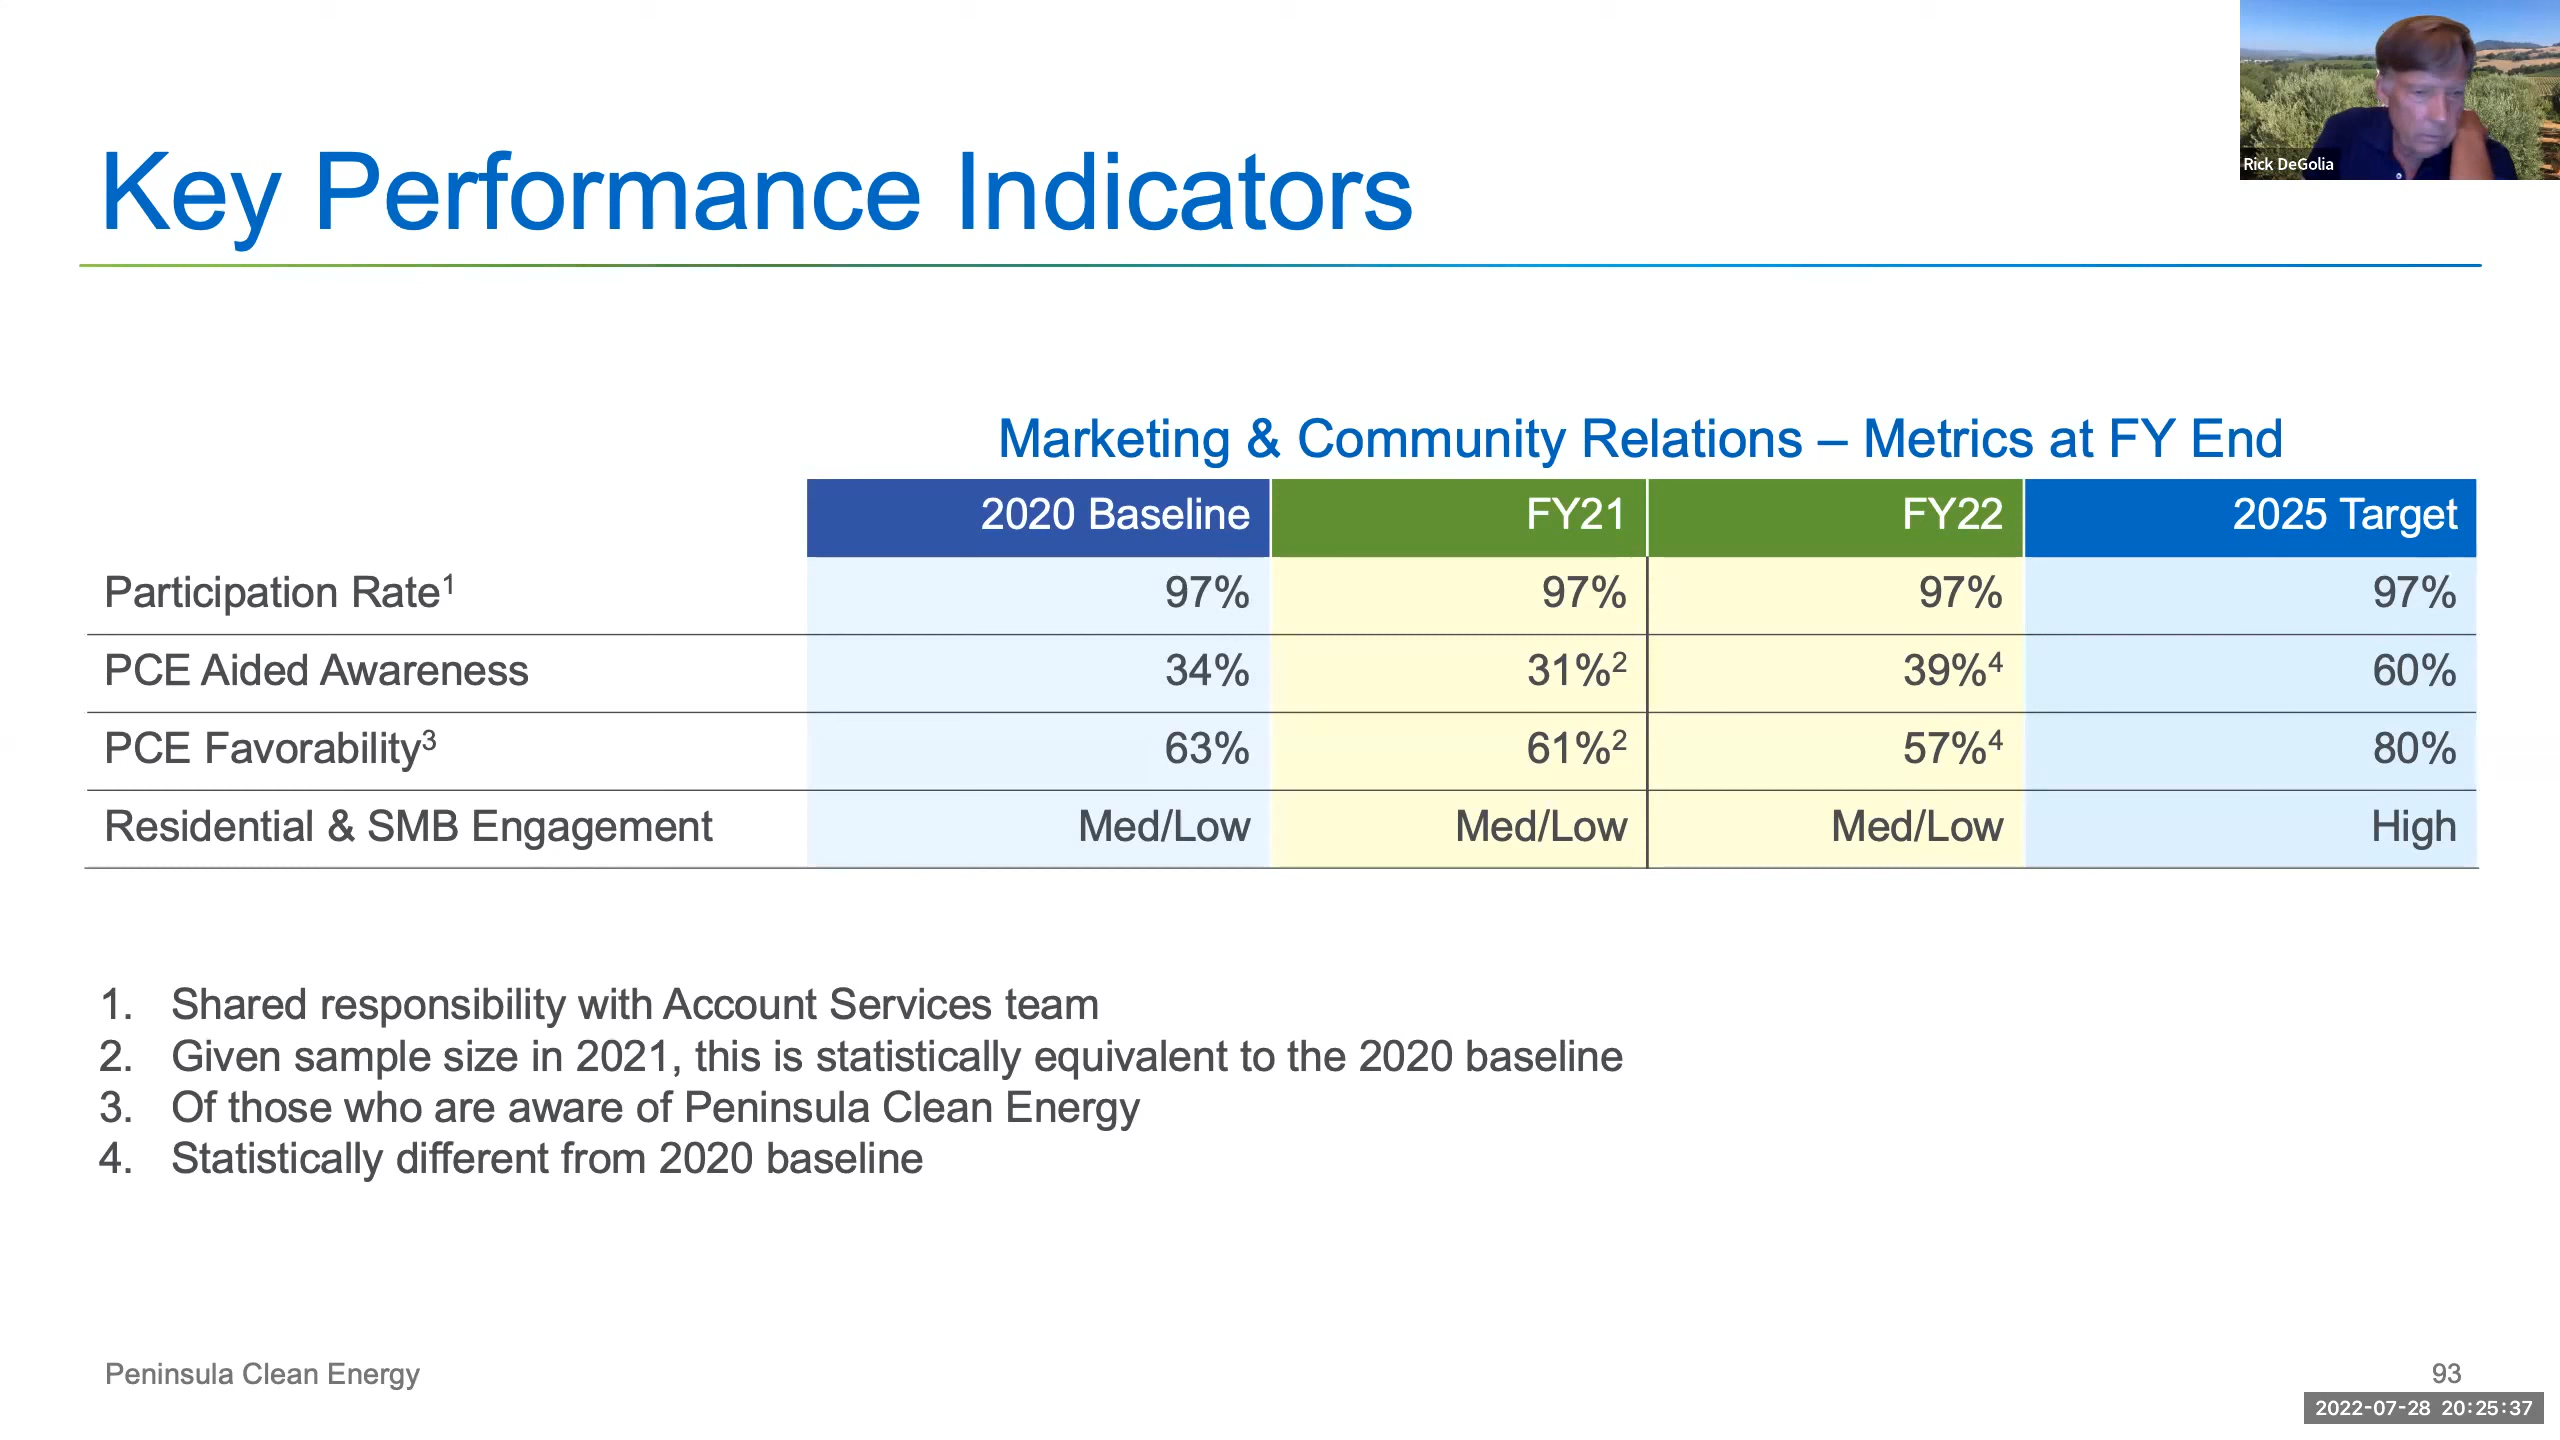 Rick DeGolia
Key Performance Indicators
Marketing & Community Relations – Metrics at FY End
2020 Baseline FY21 FY22 2025 Target
Participation Rate¹ 97% 97% 97% 97%
PCE Aided Awareness 34% 31%² 39%⁴ 60%
PCE Favorability³ 63% 61%² 57%⁴ 80%
Residential & SMB Engagement Med/Low Med/Low Med/Low High
1. Shared responsibility with Account Services team
2. Given sample size in 2021, this is statistically equivalent to the 2020 baseline
3. Of those who are aware of Peninsula Clean Energy
4. Statistically different from 2020 baseline
Peninsula Clean Energy 93
2022-07-28 20:25:37